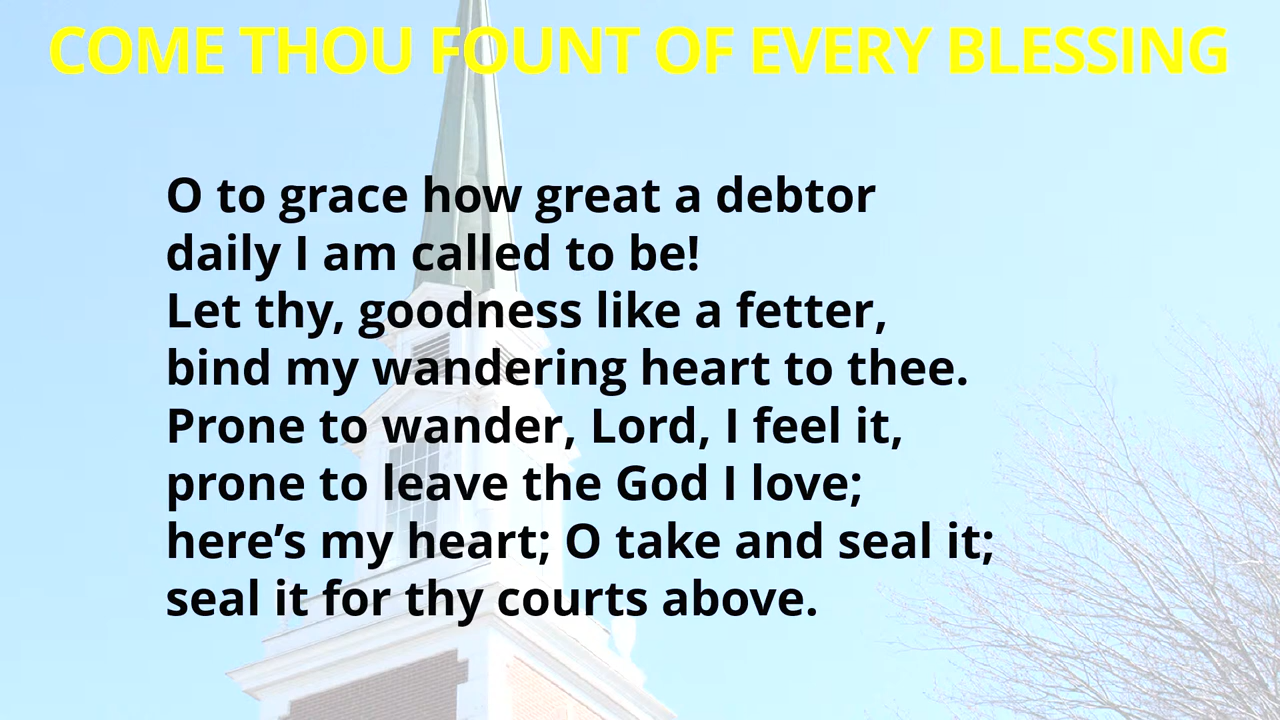 COME THOU FOUNT OF EVERY BLESSING
O to grace how great a debtor
daily I am called to be!
Let thy, goodness like a fetter,
bind my wandering heart to thee.
Prone to wander, Lord, I feel it,
prone to leave the God I love;
here’s my heart; O take and seal it;
seal it for thy courts above.